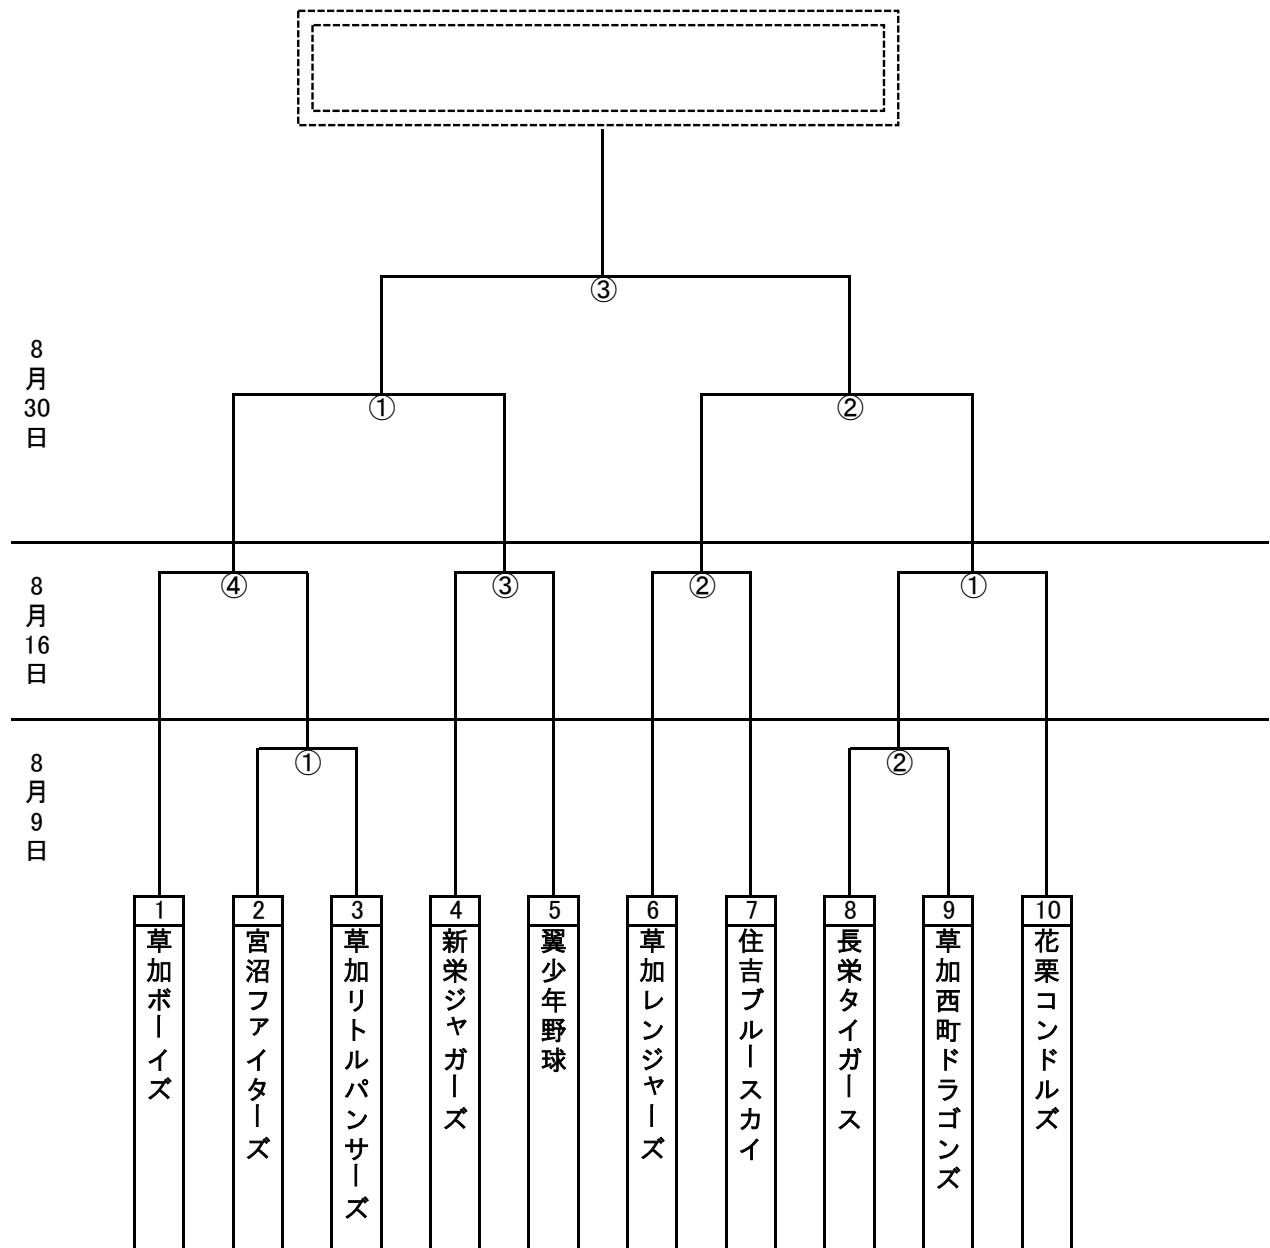 ③
8月30日
①
②
8月16日
④
③
②
①
8月9日
①
②
1
草加ボーイズ
2
宮沼ファイターズ
3
草加リトルパンサーズ
4
新栄ジャガーズ
5
翼少年野球
6
草加レンジャーズ
7
住吉ブルースカイ
8
長栄タイガース
9
草加西町ドラゴンズ
10
花栗コンドルズ